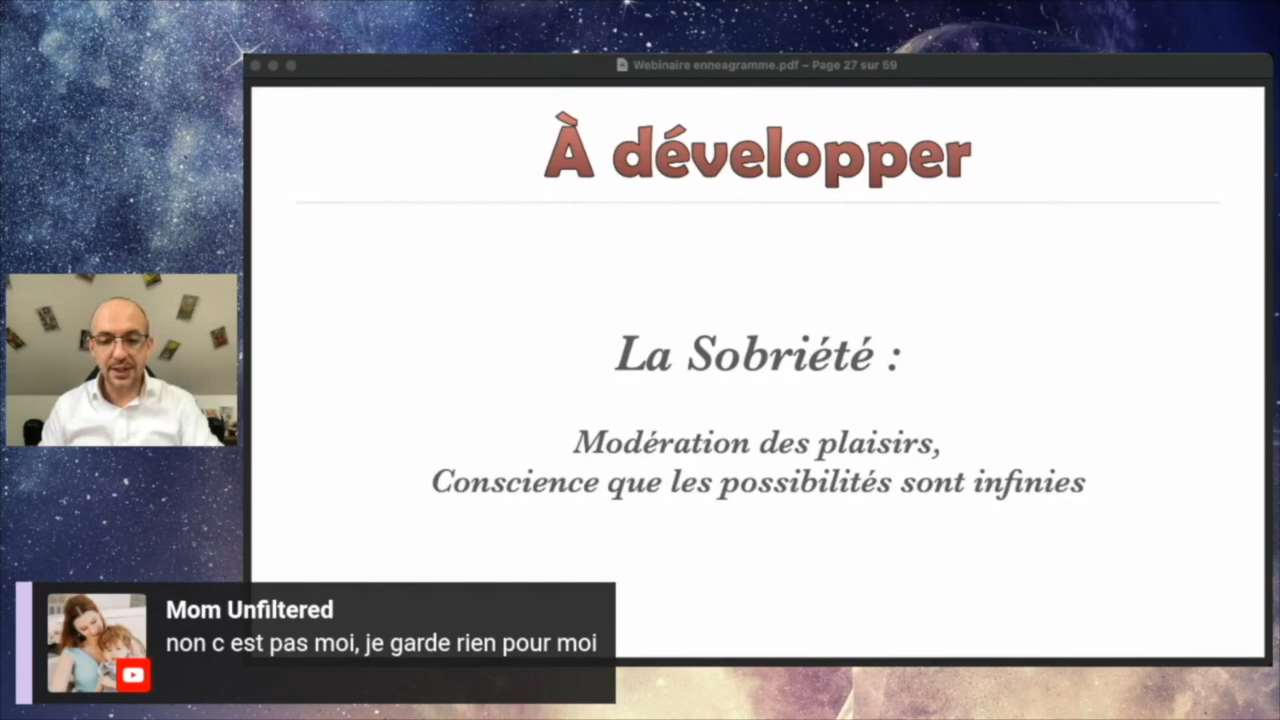 Webinaire enneagramme.pdf – Page 27 sur 59
À développer
La Sobriété :
Modération des plaisirs,
Conscience que les possibilités sont infinies
Mom Unfiltered
non c est pas moi, je garde rien pour moi